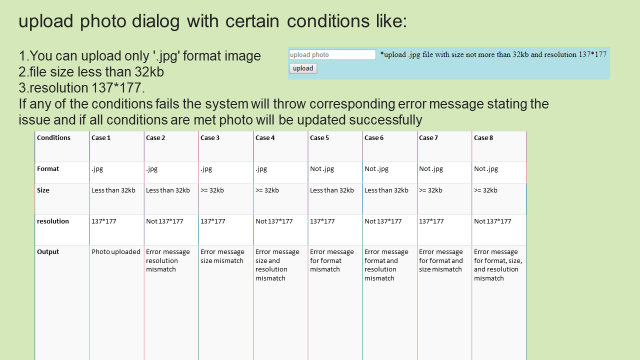 upload photo dialog with certain conditions like:
1.You can upload only '.jpg' format image
2.file size less than 32kb
3.resolution 137*177.
If any of the conditions fails the system will throw corresponding error message stating the
issue and if all conditions are met photo will be updated successfully
upload photo *upload .jpg file with size not more than 32kb and resolution 137*177
upload
Conditions Case 1 Case 2 Case 3 Case 4 Case 5 Case 6 Case 7 Case 8
Format .jpg .jpg .jpg .jpg Not .jpg Not .jpg Not .jpg Not .jpg
Size Less than 32kb Less than 32kb >= 32kb >= 32kb Less than 32kb Less than 32kb >= 32kb >= 32kb
resolution 137*177 Not 137*177 137*177 Not 137*177 137*177 Not 137*177 137*177 Not 137*177
Output Photo uploaded Error message Error message Error message Error message Error message Error message Error message
resolution size mismatch size and for format format and for format and for format, size,
mismatch resolution mismatch resolution size mismatch and resolution
mismatch mismatch mismatch